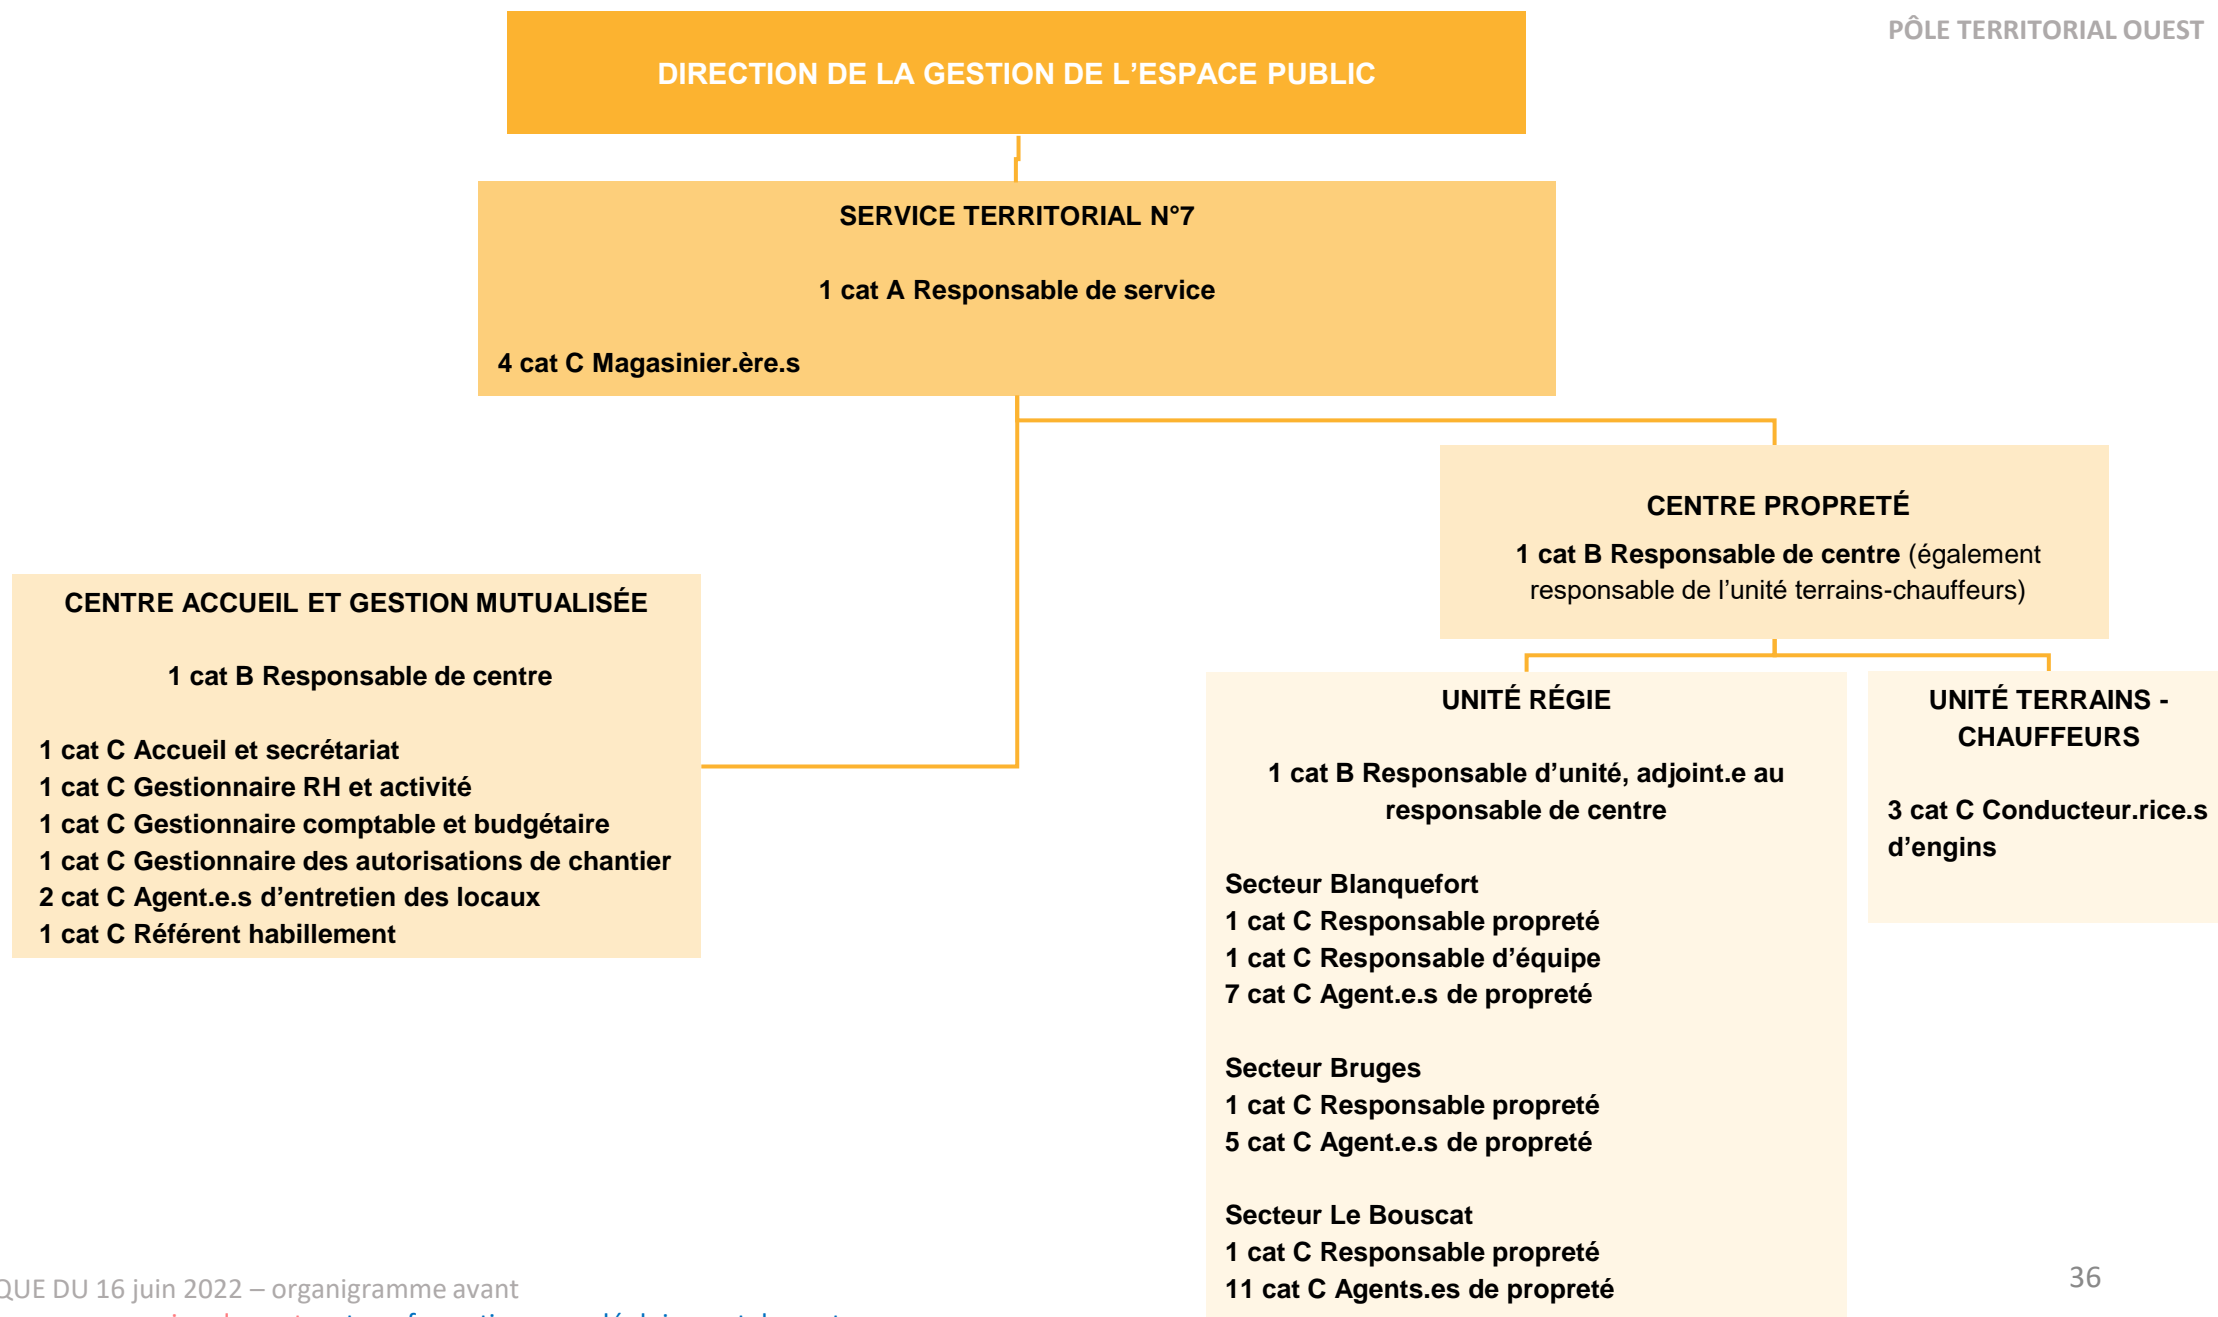 PÔLE TERRITORIAL OUEST
DIRECTION DE LA GESTION DE L’ESPACE PUBLIC
SERVICE TERRITORIAL N°7
1 cat A Responsable de service
4 cat C Magasinier.ère.s
CENTRE ACCUEIL ET GESTION MUTUALISÉE
1 cat B Responsable de centre
1 cat C Accueil et secrétariat
1 cat C Gestionnaire RH et activité
1 cat C Gestionnaire comptable et budgétaire
1 cat C Gestionnaire des autorisations de chantier
2 cat C Agent.e.s d’entretien des locaux
1 cat C Référent habillement
CENTRE PROPRETÉ
1 cat B Responsable de centre (également
responsable de l’unité terrains-chauffeurs)
UNITÉ RÉGIE
1 cat B Responsable d’unité, adjoint.e au
responsable de centre
Secteur Blanquefort
1 cat C Responsable propreté
1 cat C Responsable d’équipe
7 cat C Agent.e.s de propreté
Secteur Bruges
1 cat C Responsable propreté
5 cat C Agent.e.s de propreté
Secteur Le Bouscat
1 cat C Responsable propreté
11 cat C Agents.es de propreté
UNITÉ TERRAINS -
CHAUFFEURS
3 cat C Conducteur.rice.s
d’engins
QUE DU 16 juin 2022 – organigramme avant
36